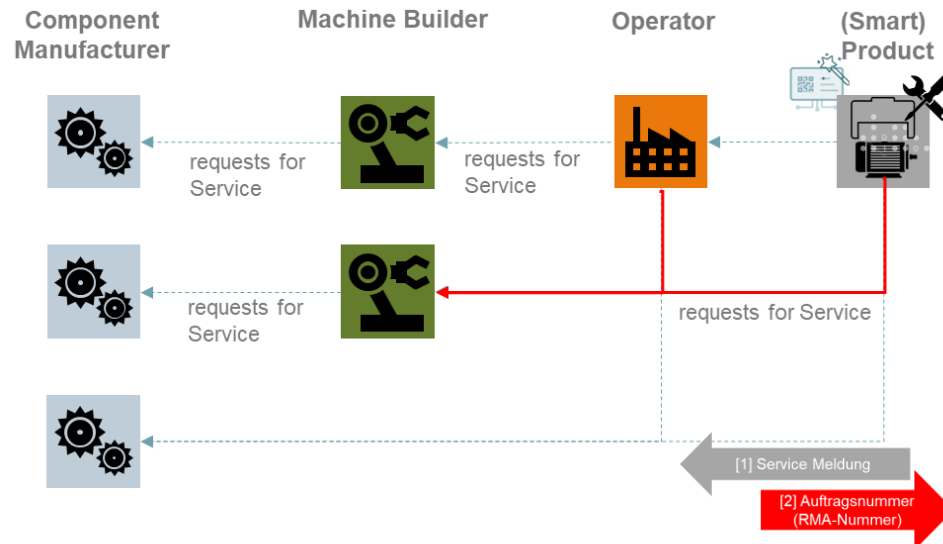 Component
Manufacturer
Machine Builder
Operator
(Smart)
Product
requests for
Service
requests for
Service
requests for
Service
requests for Service
[1] Service Meldung
[2] Auftragsnummer
(RMA-Nummer)